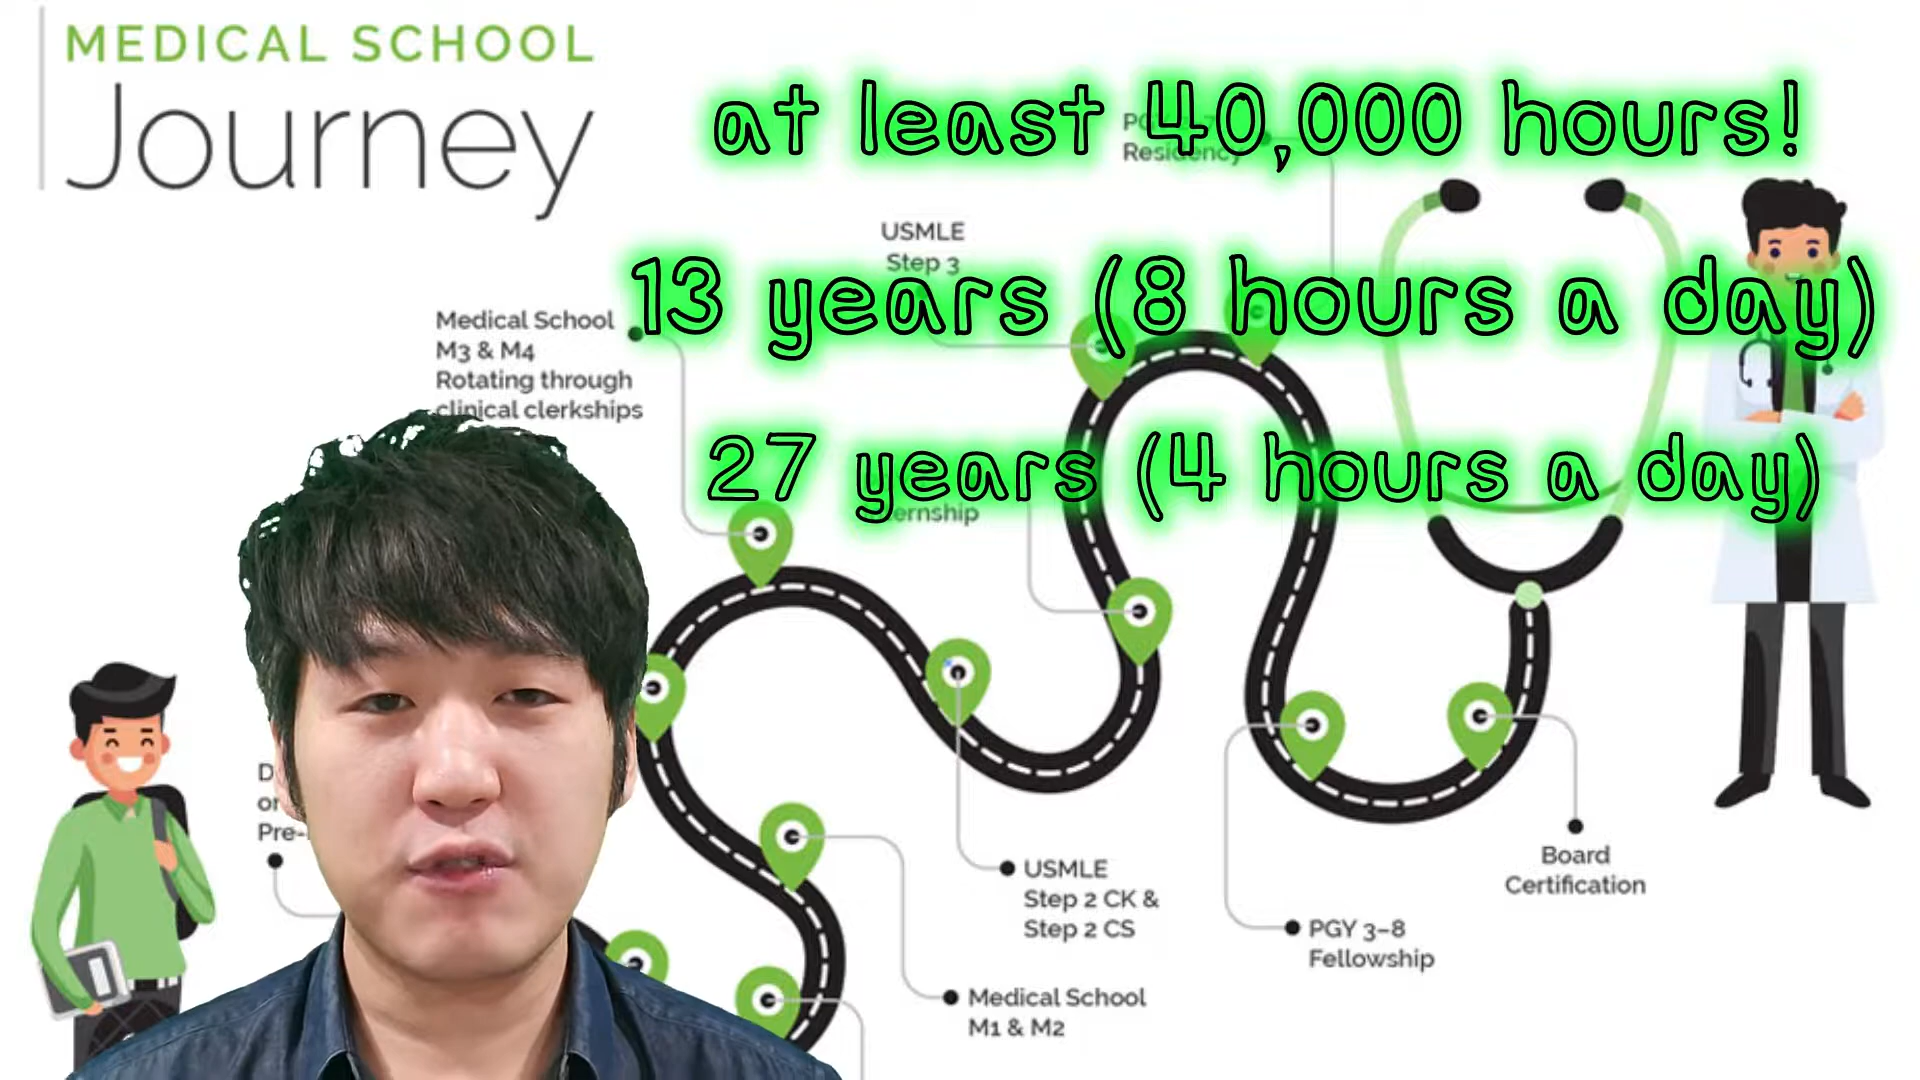 MEDICAL SCHOOL
Journey
at least 40,000 hours!
Residency
USMLE
Step 3
13 years (8 hours a day)
Medical School
M3 & M4
Rotating through
clinical clerkships
27 years (4 hours a day)
USMLE
Step 2 CK &
Step 2 CS
Board
Certification
PGY 3–8
Fellowship
Medical School
M1 & M2